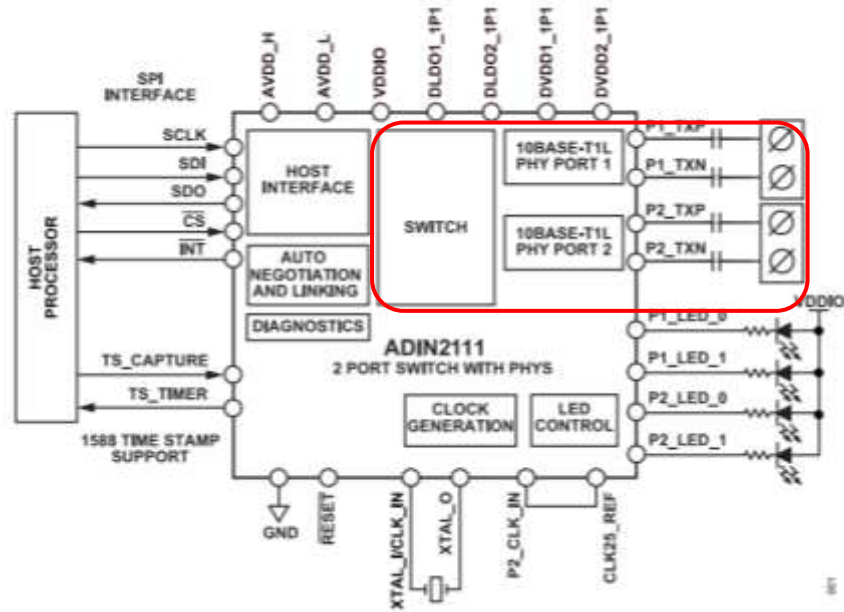 AVDD_H
AVDD_L
VDDIO
DLDO1_1P1
DLDO2_1P1
DVDD1_1P1
DVDD2_1P1
SPI
INTERFACE
HOST
PROCESSOR
SCLK
SDI
SDO
CS
INT
TS_CAPTURE
TS_TIMER
1588 TIME STAMP
SUPPORT
HOST
INTERFACE
AUTO
NEGOTIATION
AND LINKING
DIAGNOSTICS
SWITCH
10BASE-T1L
PHY PORT 1
10BASE-T1L
PHY PORT 2
ADIN2111
2 PORT SWITCH WITH PHYS
CLOCK
GENERATION
LED
CONTROL
P1_TXP
P1_TXN
P2_TXP
P2_TXN
VDDIO
P1_LED_0
P1_LED_1
P2_LED_0
P2_LED_1
GND
RESET
XTAL_I/CLK_IN
XTAL_O
P2_CLK_IN
CLK25_REF
001